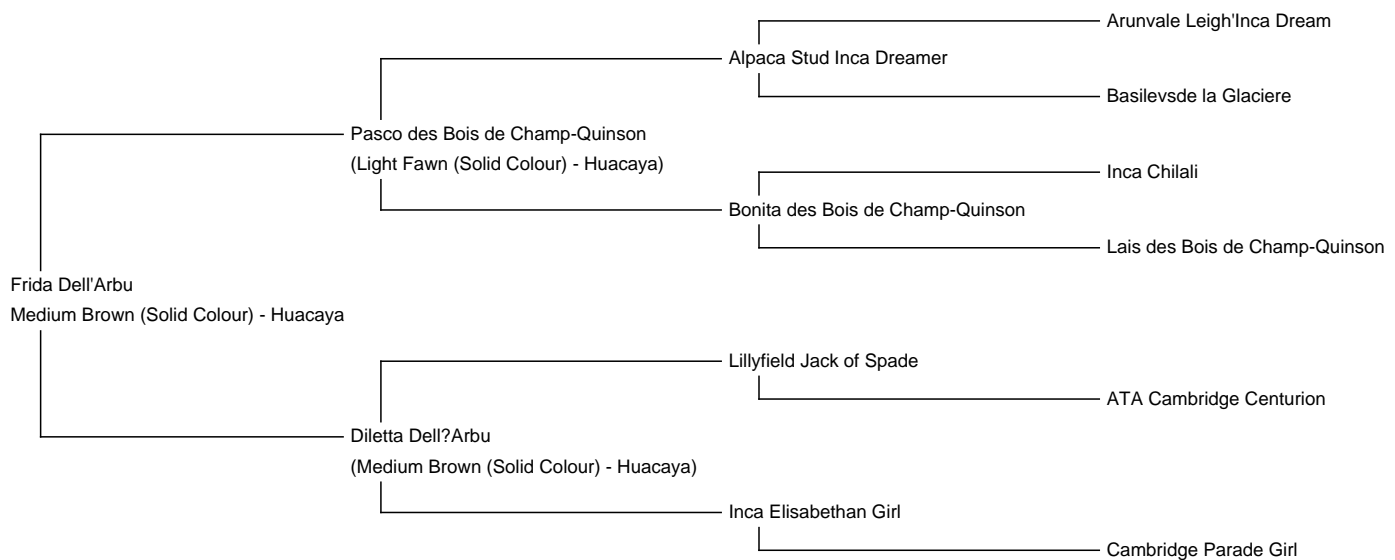 Arunvale Leigh'Inca Dream
Alpaca Stud Inca Dreamer
Basilevsde la Glaciere
Pasco des Bois de Champ-Quinson
(Light Fawn (Solid Colour) - Huacaya)
Inca Chilali
Bonita des Bois de Champ-Quinson
Lais des Bois de Champ-Quinson
Frida Dell'Arbu
Medium Brown (Solid Colour) - Huacaya
Lillyfield Jack of Spade
ATA Cambridge Centurion
Diletta Dell?Arbu
(Medium Brown (Solid Colour) - Huacaya)
Inca Elisabethan Girl
Cambridge Parade Girl